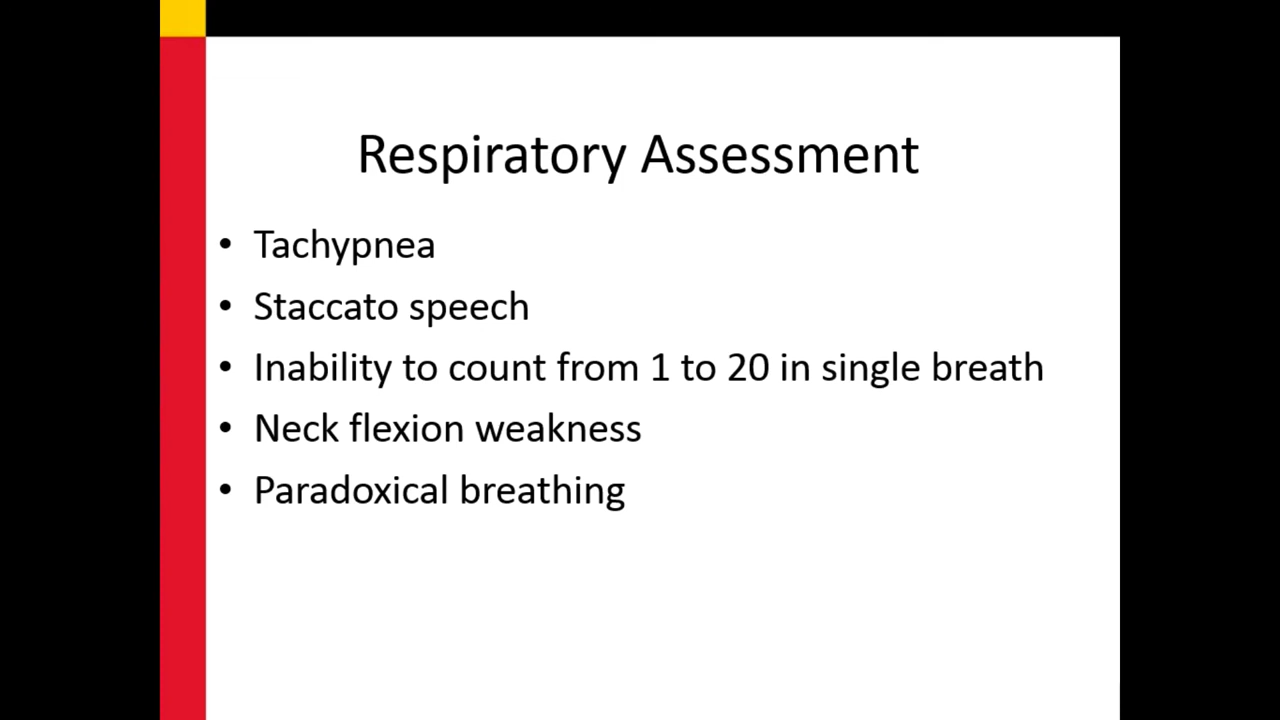 Respiratory Assessment
• Tachypnea
• Staccato speech
• Inability to count from 1 to 20 in single breath
• Neck flexion weakness
• Paradoxical breathing